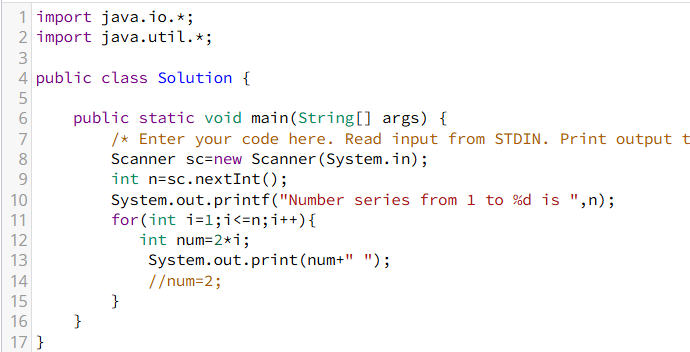 1 import java.io.*;
2 import java.util.*;
3
4 public class Solution {
5
6     public static void main(String[] args) {
7         /* Enter your code here. Read input from STDIN. Print output t
8         Scanner sc=new Scanner(System.in);
9         int n=sc.nextInt();
10         System.out.printf("Number series from 1 to %d is ",n);
11         for(int i=1;i<=n;i++){
12            int num=2*i;
13             System.out.print(num+" ");
14             //num=2;
15         }
16     }
17 }